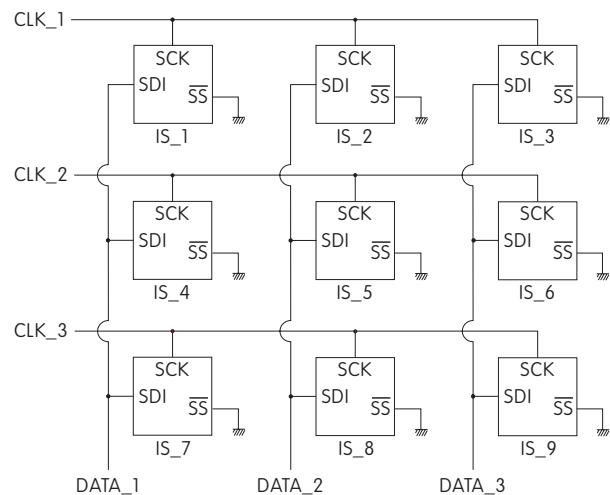 CLK_1
SCK SCK SCK
SDI SDI SDI
SS SS SS
IS_1 IS_2 IS_3
CLK_2
SCK SCK SCK
SDI SDI SDI
SS SS SS
IS_4 IS_5 IS_6
CLK_3
SCK SCK SCK
SDI SDI SDI
SS SS SS
IS_7 IS_8 IS_9
DATA_1 DATA_2 DATA_3